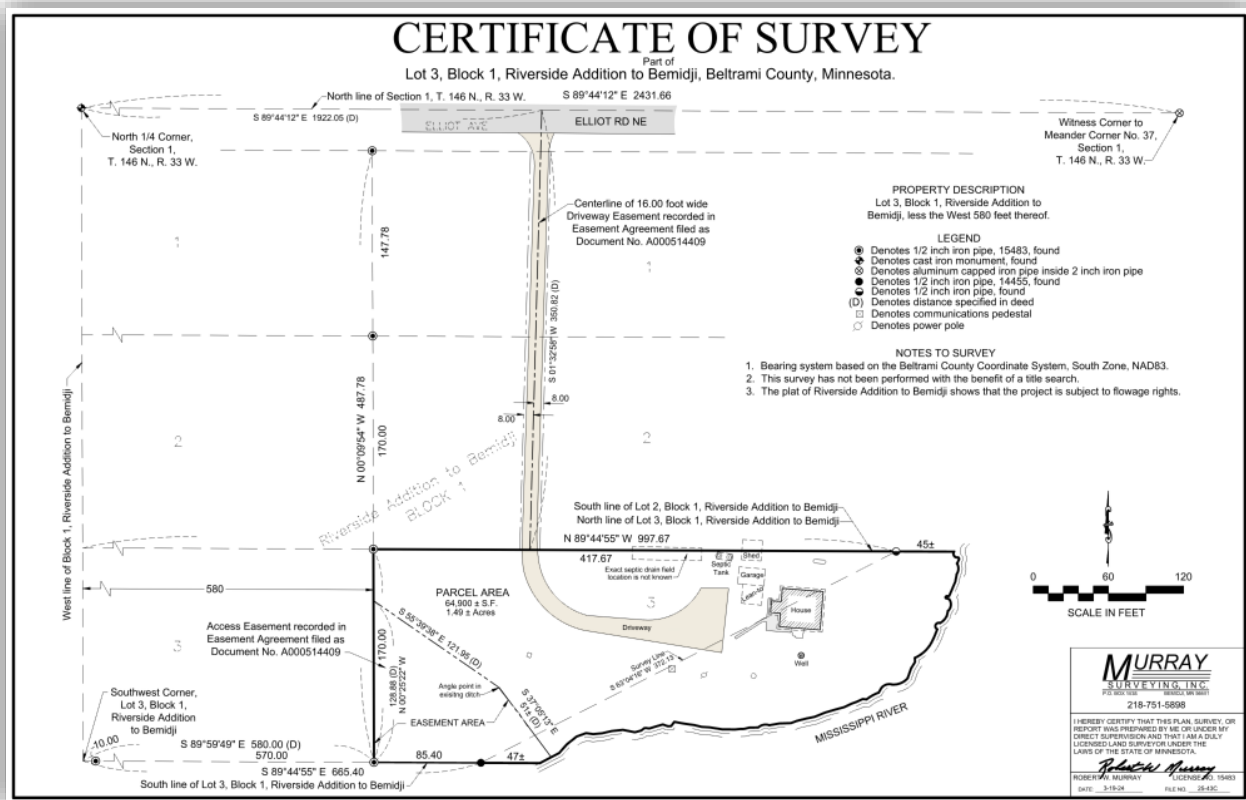 CERTIFICATE OF SURVEY
Part of
Lot 3, Block 1, Riverside Addition to Bemidji, Beltrami County, Minnesota.
North line of Section 1, T. 146 N., R. 33 W.
S 89°44'12" E 2431.66
S 89°44'12" E 1922.05 (D)
ELLIOT AVE
ELLIOT RD NE
North 1/4 Corner,
Section 1,
T. 146 N., R. 33 W.
Witness Corner to
Meander Corner No. 37,
Section 1,
T. 146 N., R. 33 W.
Centerline of 16.00 foot wide
Driveway Easement recorded in
Easement Agreement filed as
Document No. A000514409
PROPERTY DESCRIPTION
Lot 3, Block 1, Riverside Addition to
Bemidji, less the West 580 feet thereof.
LEGEND
Denotes 1/2 inch iron pipe, 15483, found
Denotes cast iron monument, found
Denotes aluminum capped iron pipe inside 2 inch iron pipe
Denotes 1/2 inch iron pipe, 14455, found
Denotes 1/2 inch iron pipe, found
(D) Denotes distance specified in deed
Denotes communications pedestal
Denotes power pole
NOTES TO SURVEY
1. Bearing system based on the Beltrami County Coordinate System, South Zone, NAD83.
2. This survey has not been performed with the benefit of a title search.
3. The plat of Riverside Addition to Bemidji shows that the project is subject to flowage rights.
1
1
147.78
S 01°32'58" W 350.82 (D)
8.00
8.00
West line of Block 1, Riverside Addition to Bemidji
N 00°09'54" W 487.78
170.00
2
2
Riverside Addition to Bemidji
BLOCK 1
South line of Lot 2, Block 1, Riverside Addition to Bemidji
North line of Lot 3, Block 1, Riverside Addition to Bemidji
N 89°44'55" W 997.67
417.67
45±
Exact septic drain field
location is not known
Septic
Tank
Shed
Garage
Lean-to
House
Well
580
PARCEL AREA
64,900 ± S.F.
1.49 ± Acres
3
3
Driveway
Access Easement recorded in
Easement Agreement filed as
Document No. A000514409
S 55°39'38" E 121.95 (D)
170.00
128.88 (D)
N 00°25'22" W
Angle point in
exisitng ditch
S 37°05'13" E
51± (D)
EASEMENT AREA
Survey Line
S 63°04'16" W 372.13
MISSISSIPPI RIVER
Southwest Corner,
Lot 3, Block 1,
Riverside Addition
to Bemidji
10.00
S 89°59'49" E 580.00 (D)
570.00
S 89°44'55" E 665.40
85.40
47±
South line of Lot 3, Block 1, Riverside Addition to Bemidji
0 60 120
SCALE IN FEET
MURRAY
SURVEYING, INC.
218-751-5898
I HEREBY CERTIFY THAT THIS PLAN, SURVEY, OR
REPORT WAS PREPARED BY ME OR UNDER MY
DIRECT SUPERVISION AND THAT I AM A DULY
LICENSED LAND SURVEYOR UNDER THE
LAWS OF THE STATE OF MINNESOTA.
Robert W Murray
ROBERT W. MURRAY LICENSE NO. 15483
DATE 3-19-24 FILE NO.